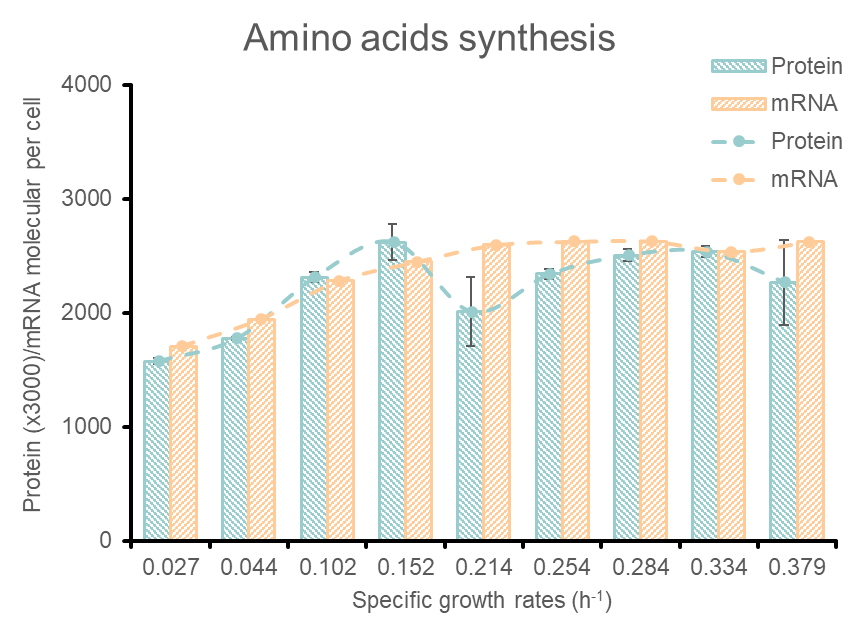 Amino acids synthesis
Protein
mRNA
Protein
mRNA
Protein (x3000)/mRNA molecular per cell
4000
3000
2000
1000
0
0.027 0.044 0.102 0.152 0.214 0.254 0.284 0.334 0.379
Specific growth rates (h⁻¹)